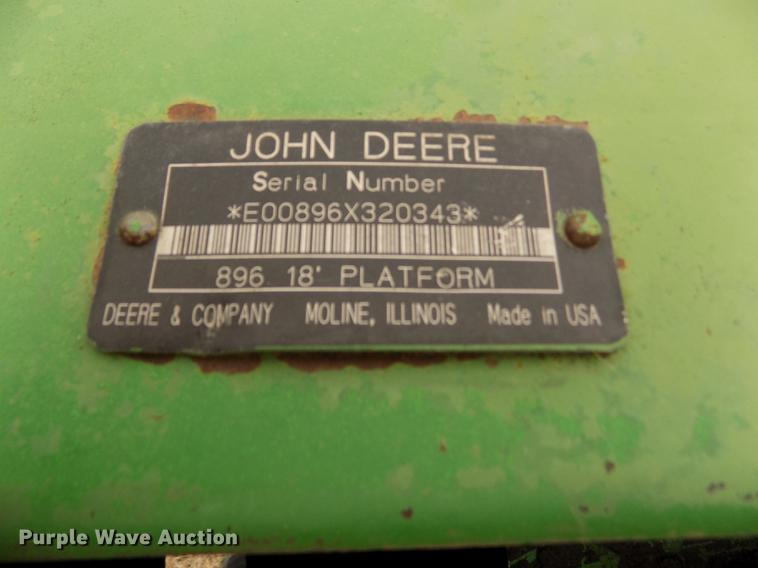 JOHN DEERE
Serial Number
*E00896X320343*
896 18' PLATFORM
DEERE & COMPANY MOLINE, ILLINOIS Made in USA
Purple Wave Auction